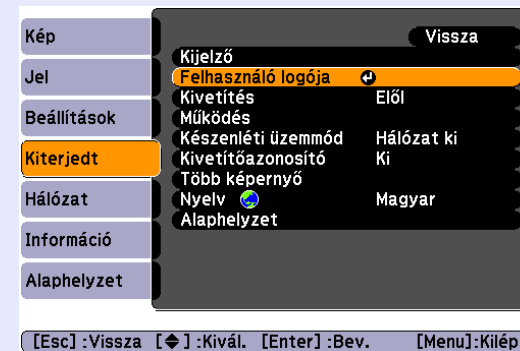 Kép
Jel
Beállítások
Kiterjedt
Hálózat
Információ
Alaphelyzet
Vissza
Kijelző
Felhasználó logója
Kivetítés Elől
Működés
Készenléti üzemmód Hálózat ki
Kivetítőazonosító Ki
Több képernyő
Nyelv Magyar
Alaphelyzet
[Esc] :Vissza [◆] :Kivál. [Enter] :Bev. [Menu]:Kilép